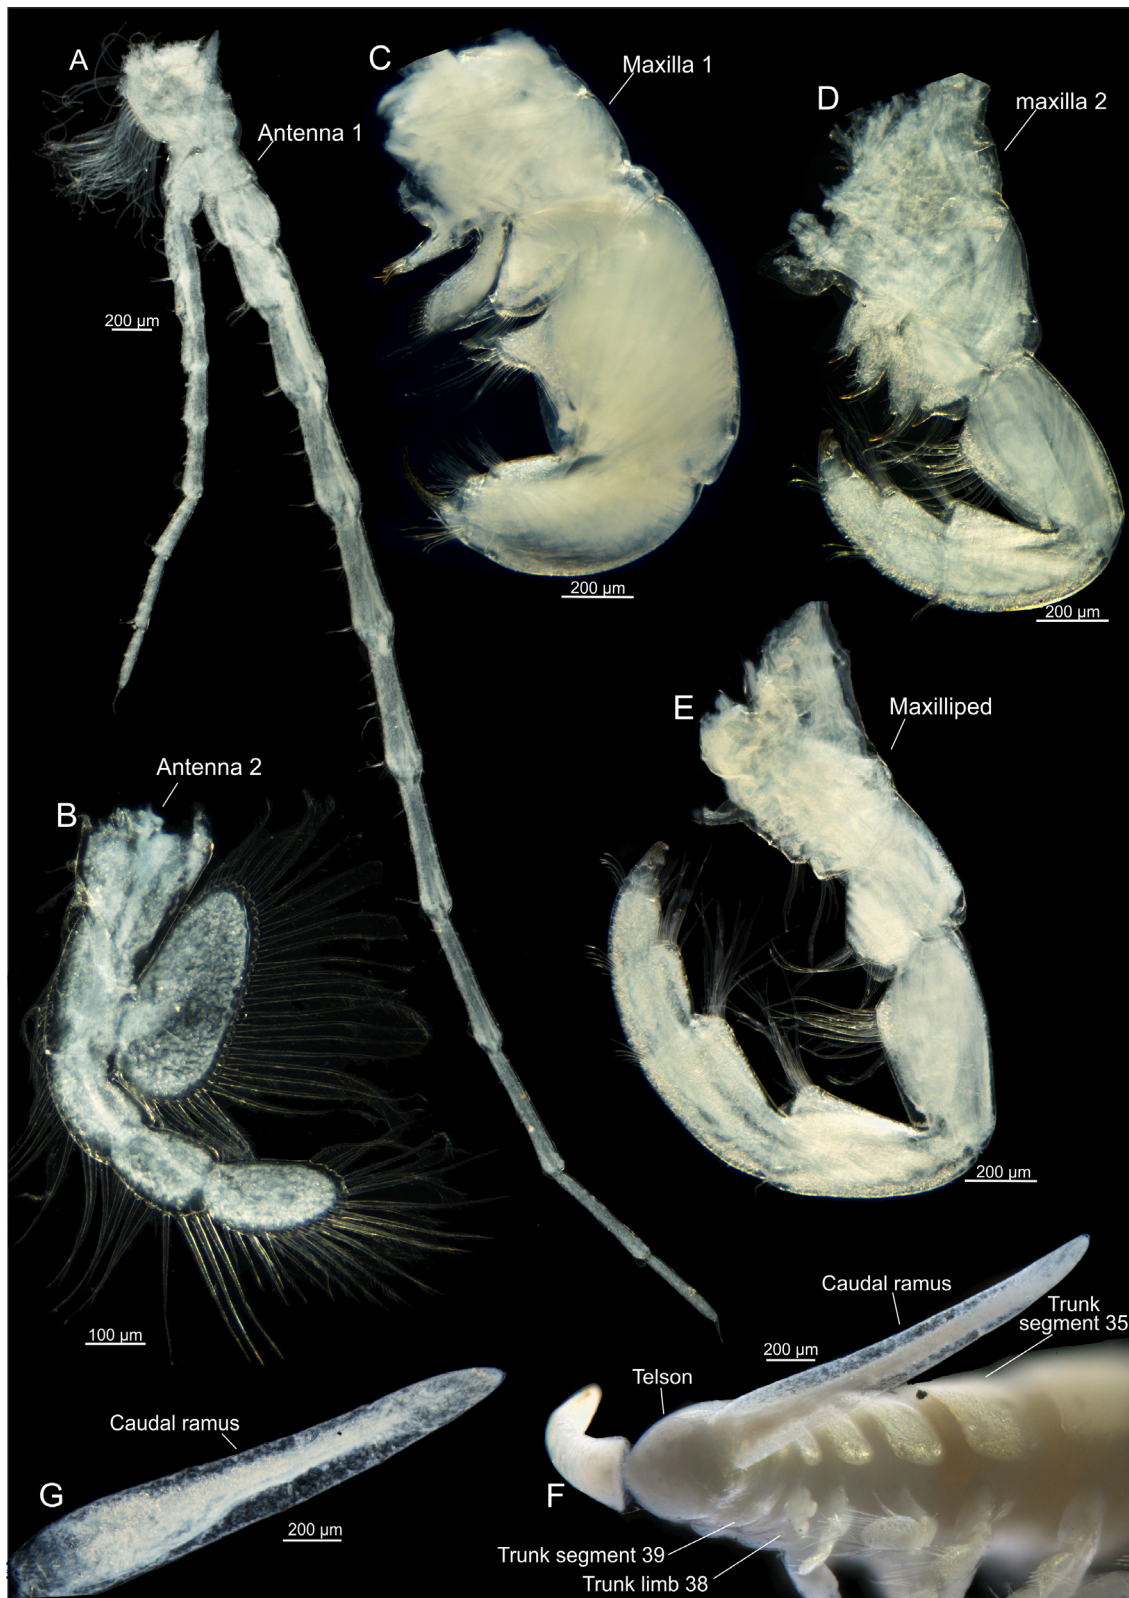 A
Antenna 1
200 µm
C
Maxilla 1
200 µm
D
maxilla 2
200 µm
B
Antenna 2
100 µm
E
Maxilliped
200 µm
F
Caudal ramus
200 µm
Trunk
segment 35
Telson
Trunk segment 39
Trunk limb 38
G
Caudal ramus
200 µm